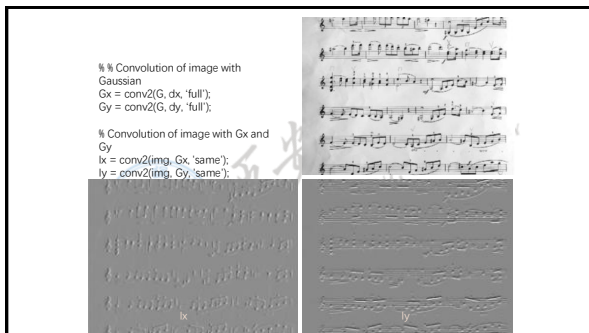 % % Convolution of image with
Gaussian
Gx = conv2(G, dx, 'full');
Gy = conv2(G, dy, 'full');
% Convolution of image with Gx and
Gy
Ix = conv2(img, Gx, 'same');
Iy = conv2(img, Gy, 'same');
Ix
Iy